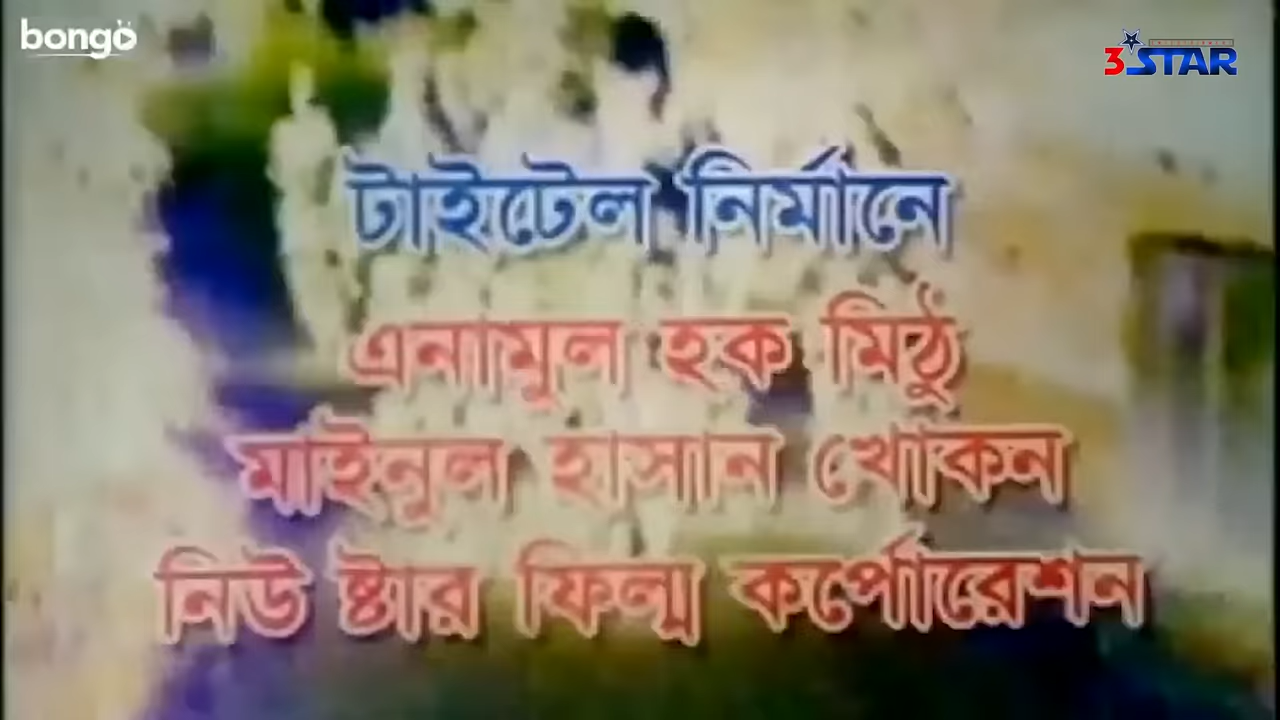 bongo
3STAR
টাইটেল নির্মানে
এনামুল হক মিঠু
মাইনুল হাসান খোকন
নিউ ষ্টার ফিল্ম কর্পোরেশন